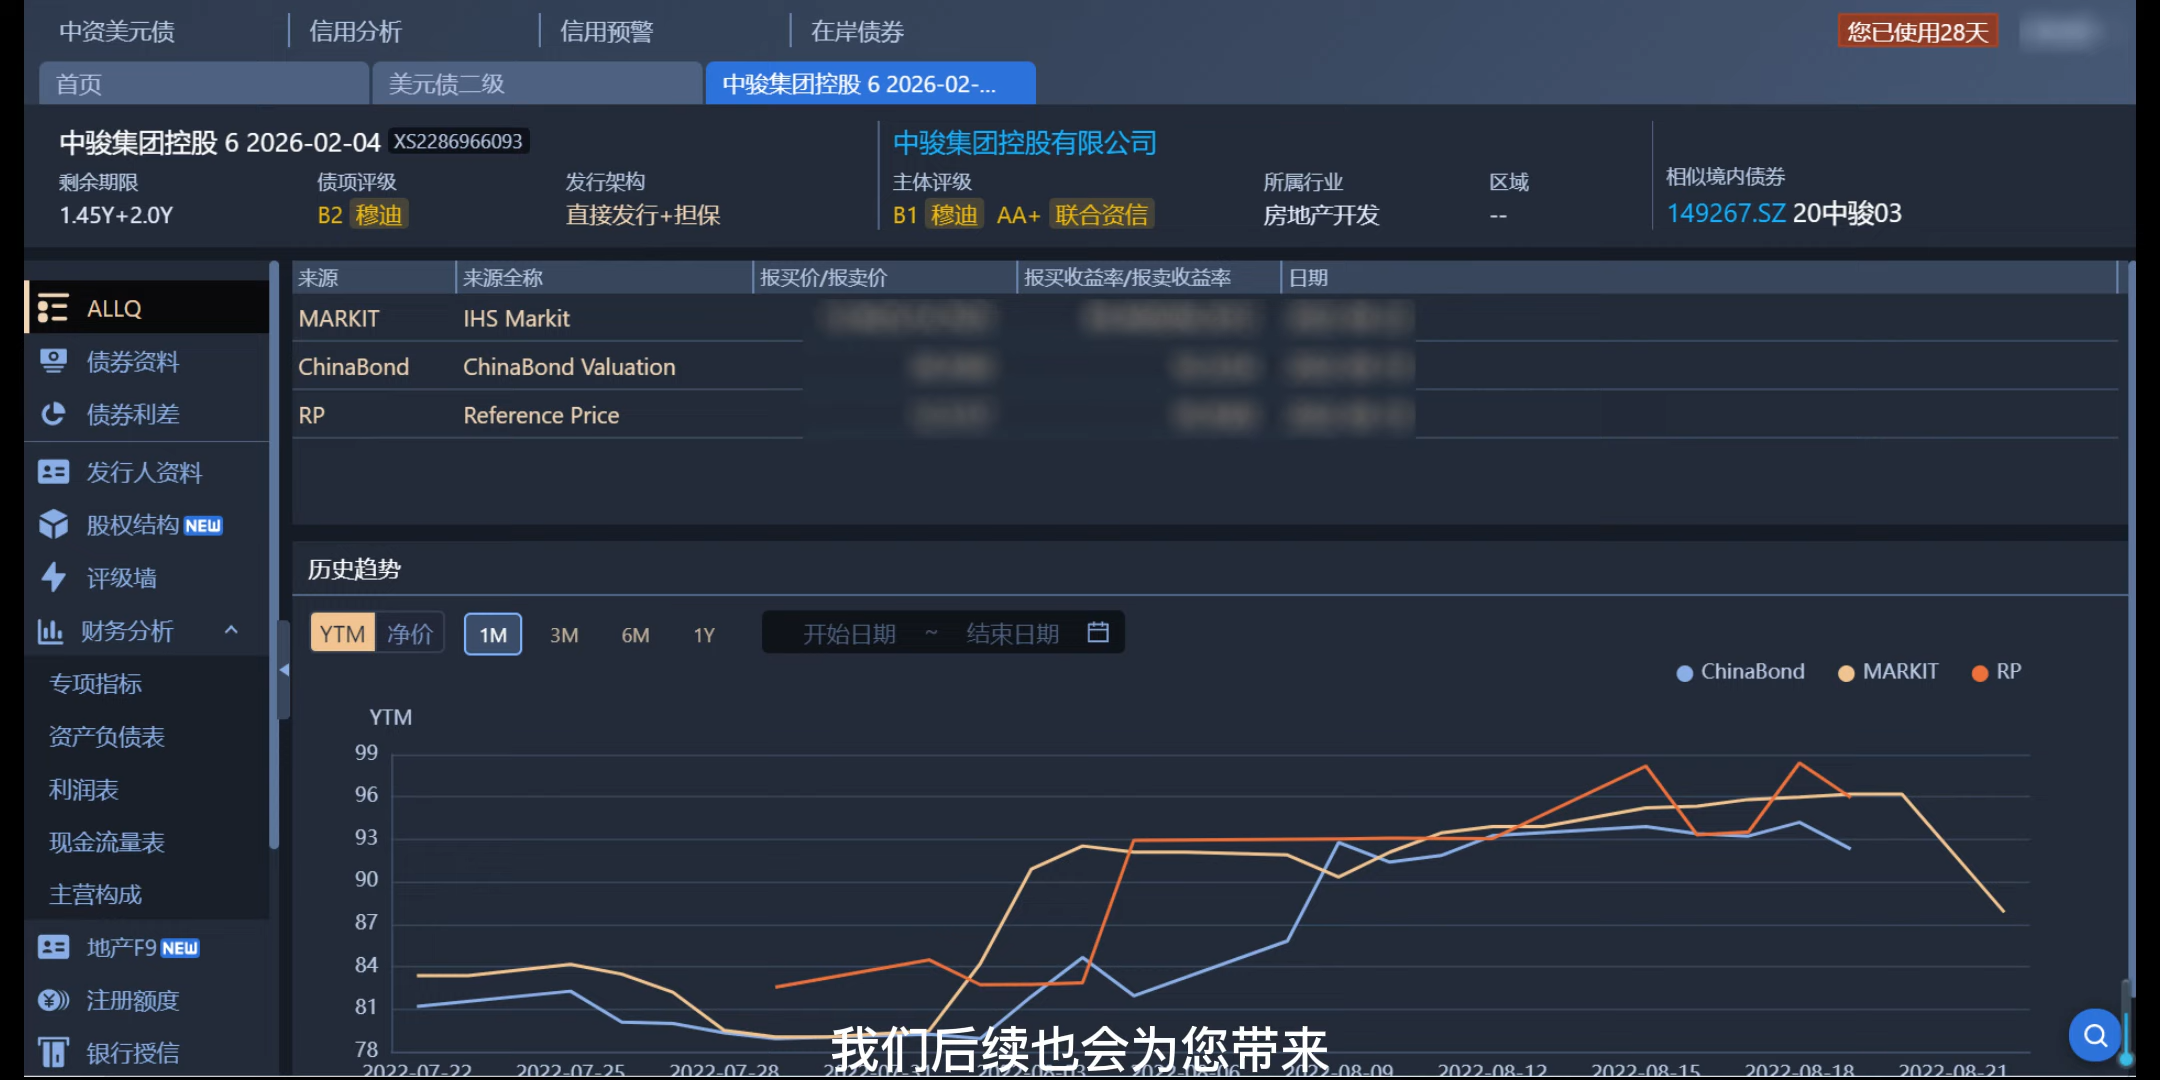 中资美元债
信用分析
信用预警
在岸债券
您已使用28天
首页
美元债二级
中骏集团控股 6 2026-02-...
中骏集团控股 6 2026-02-04 XS2286966093
剩余期限
债项评级
发行架构
1.45Y+2.0Y
B2 穆迪
直接发行+担保
中骏集团控股有限公司
主体评级
所属行业
区域
B1 穆迪 AA+ 联合资信
房地产开发
--
相似境内债券
149267.SZ 20中骏03
ALLQ
债券资料
债券利差
发行人资料
股权结构 NEW
评级墙
财务分析
专项指标
资产负债表
利润表
现金流量表
主营构成
地产F9 NEW
注册额度
银行授信
来源
来源全称
报买价/报卖价
报买收益率/报卖收益率
日期
MARKIT
IHS Markit
ChinaBond
ChinaBond Valuation
RP
Reference Price
历史趋势
YTM
净价
1M
3M
6M
1Y
开始日期 ~ 结束日期
ChinaBond
MARKIT
RP
YTM
99
96
93
90
87
84
81
78
2022-07-22
2022-07-25
2022-07-28
2022-08-09
2022-08-12
2022-08-15
2022-08-18
2022-08-21
我们后续也会为您带来